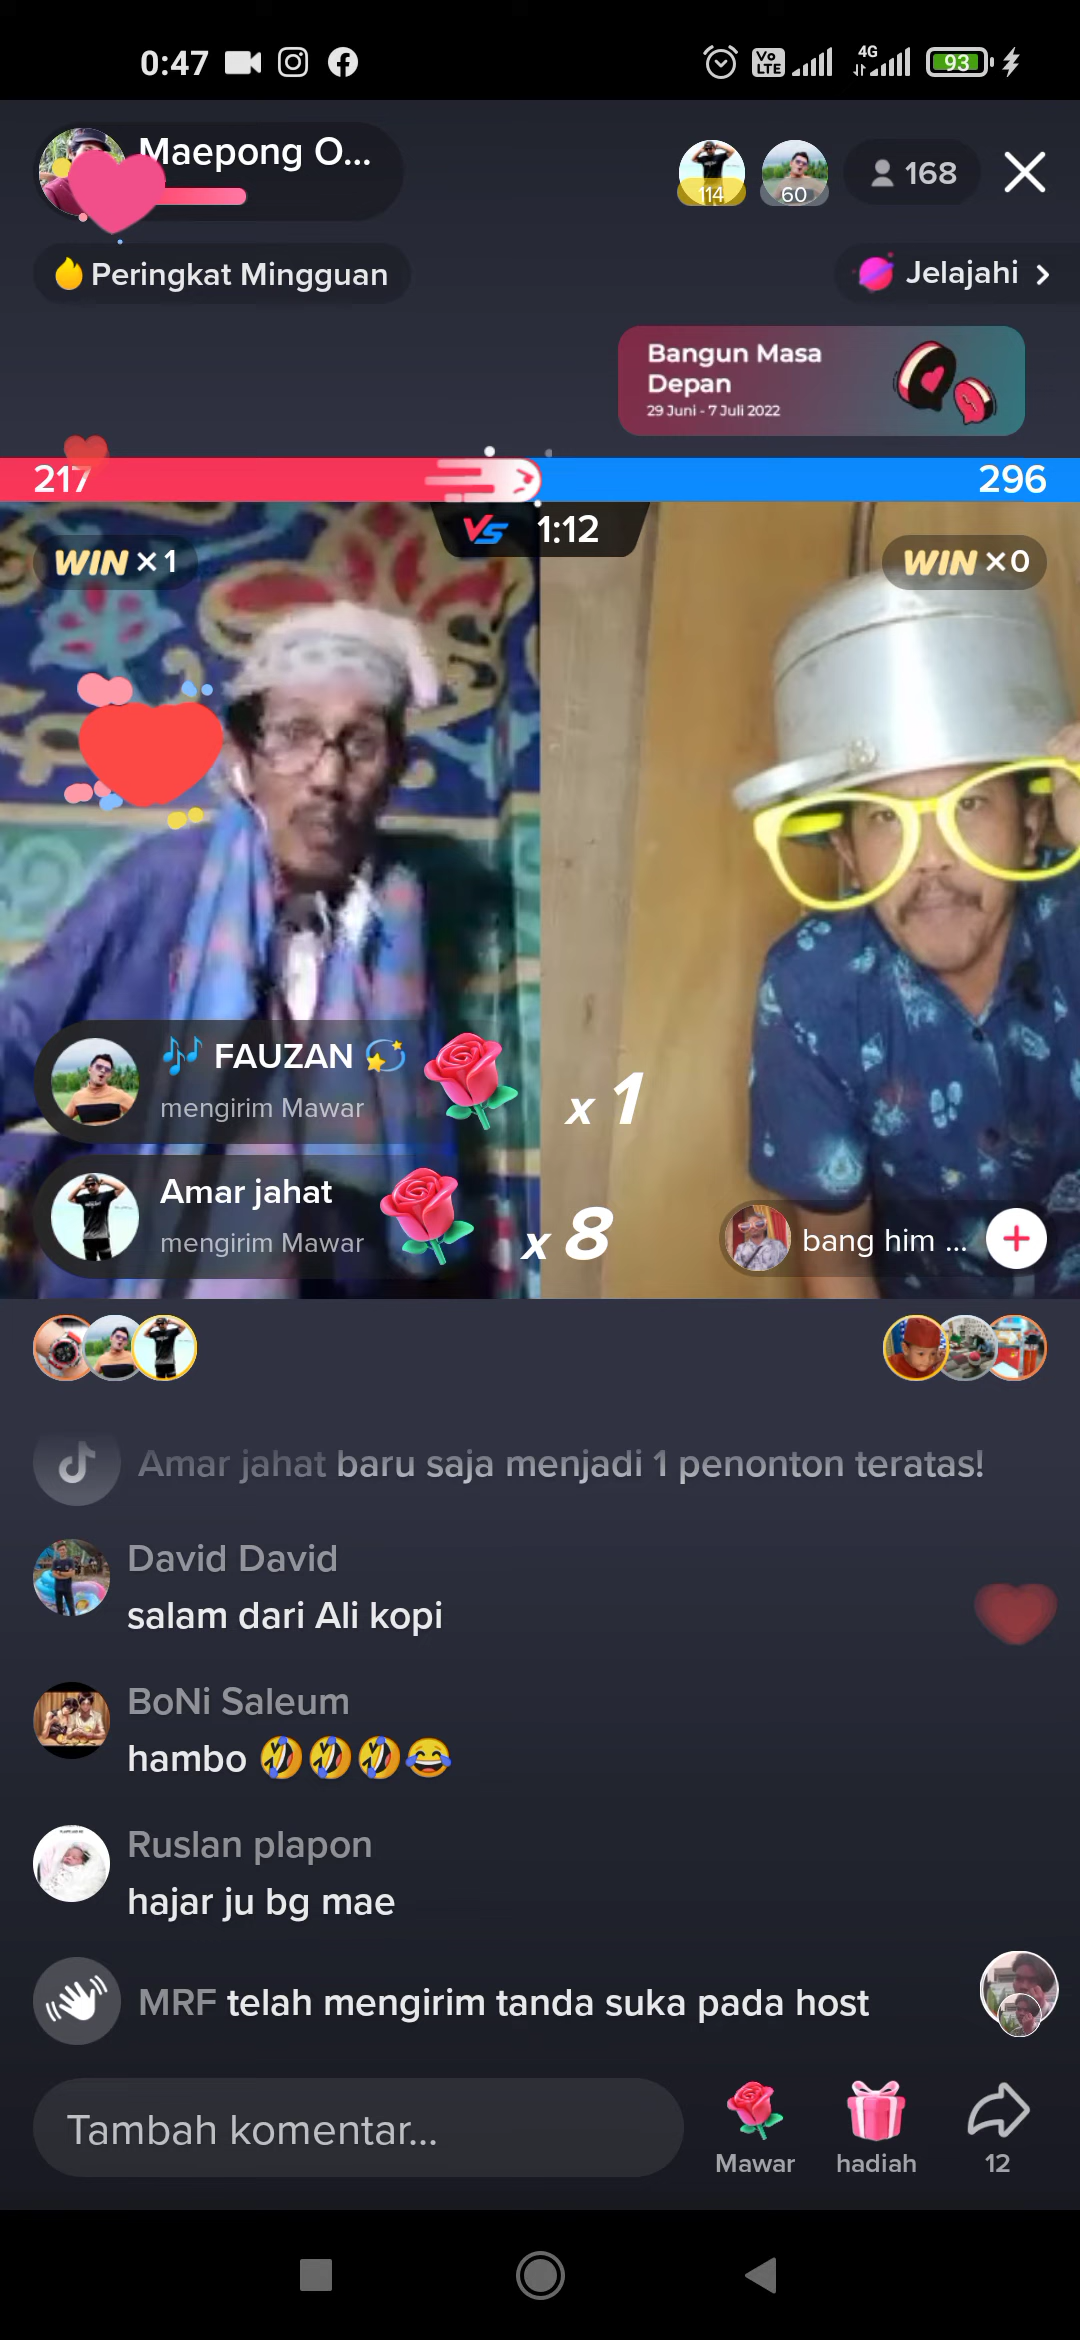 0:47
Vo LTE
4G
93
Maepong O...
114
60
168
Peringkat Mingguan
Jelajahi
Bangun Masa
Depan
29 Juni - 7 Juli 2022
217
296
VS 1:12
WIN ×1
WIN ×0
🎶 FAUZAN 💫
mengirim Mawar
x 1
Amar jahat
mengirim Mawar
x 8
bang him ...
Amar jahat baru saja menjadi 1 penonton teratas!
David David
salam dari Ali kopi
BoNi Saleum
hambo 🤣🤣🤣😂
Ruslan plapon
hajar ju bg mae
MRF telah mengirim tanda suka pada host
Tambah komentar...
Mawar
hadiah
12